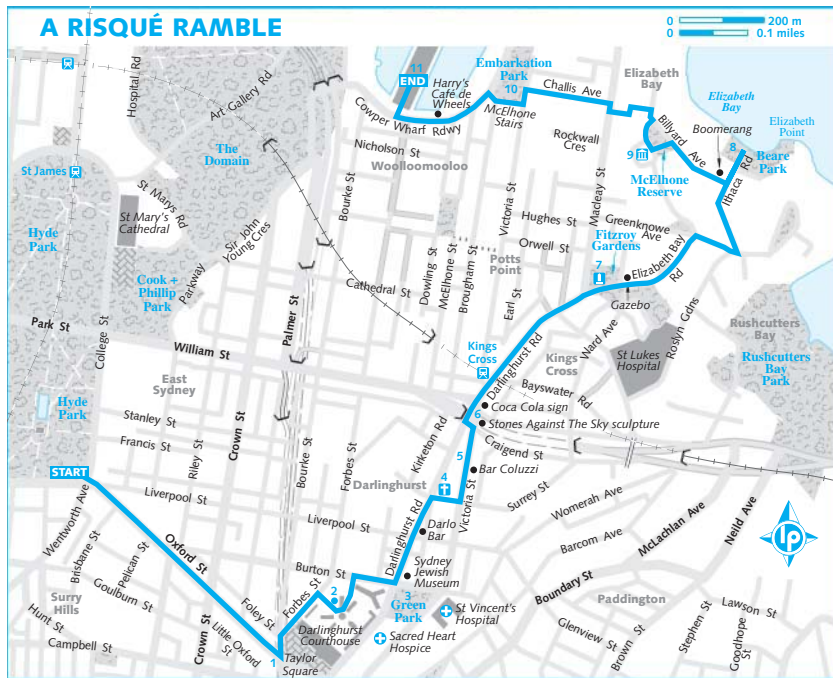 A RISQUÉ RAMBLE
0 200 m
0 0.1 miles
Hospital Rd
Art Gallery Rd
11
END
Harry's
Café de
Wheels
Embarkation
Park
10
Challis Ave
Elizabeth
Bay
Elizabeth
Bay
Elizabeth
Point
Cowper Wharf Rdwy
McElhone
Stairs
Nicholson St
Woolloomooloo
Rockwall
Cres
Billyard Ave
Boomerang
8
Beare
Park
9
McElhone
Reserve
Ithaca Rd
The
Domain
St James
St Marys Rd
St Mary's
Cathedral
Sir John
Young Cres
Bourke St
Victoria St
Macleay St
Hughes St
Greenknowe
Ave
Orwell St
Fitzroy
Gardens
7
Elizabeth Bay
Rd
Gazebo
Hyde
Park
Cook +
Phillip
Park
Parkway
Potts
Point
Dowling St
McElhone St
Brougham St
Cathedral St
Earl St
Palmer St
Park St
College St
William St
Kings
Cross
Darlinghurst Rd
Ward Ave
Roslyn Gdns
St Lukes
Hospital
Kings
Cross
Rushcutters
Bay
Rushcutters
Bay
Park
Bayswater Rd
East
Sydney
Hyde
Park
6
Coca Cola sign
Stones Against The Sky sculpture
Stanley St
Francis St
Riley St
Crown St
Bourke St
Forbes St
Kirketon Rd
Craigend St
5
Bar Coluzzi
START
4
Darlinghurst
Victoria St
Surrey St
Womerah Ave
Wentworth Ave
Liverpool St
Liverpool St
Darlinghurst Rd
Darlo
Bar
Barcom Ave
McLachlan Ave
Neild Ave
lp
Oxford St
Brisbane St
Pelican St
Goulburn St
Burton St
Sydney
Jewish
Museum
Boundary St
Surry
Hills
Foley St
Forbes St
2
3
Green
Park
St Vincent's
Hospital
Paddington
Hunt St
Campbell St
Crown St
Little Oxford
St
1
Taylor
Square
Darlinghurst
Courthouse
Sacred Heart
Hospice
Glenview St
Brown St
Stephen St
Lawson St
Goodhope
St